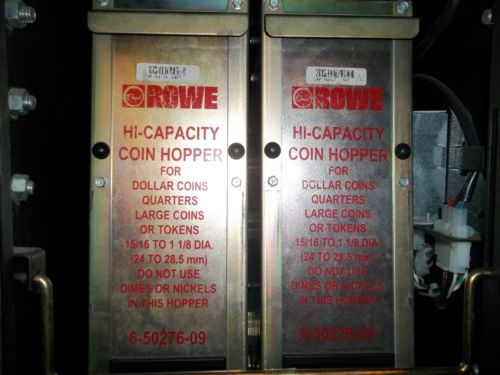 ROWE
HI-CAPACITY
COIN HOPPER
FOR
DOLLAR COINS
QUARTERS
LARGE COINS
OR TOKENS
15/16 TO 1 1/8 DIA.
(24 TO 28.5 mm)
DO NOT USE
DIMES OR NICKELS
IN THIS HOPPER
6-50276-09
ROWE
HI-CAPACITY
COIN HOPPER
FOR
DOLLAR COINS
QUARTERS
LARGE COINS
OR TOKENS
15/16 TO 1 1/8 DIA.
(24 TO 28.5 mm)
DO NOT USE
DIMES OR NICKELS
IN THIS HOPPER
6-50276-09